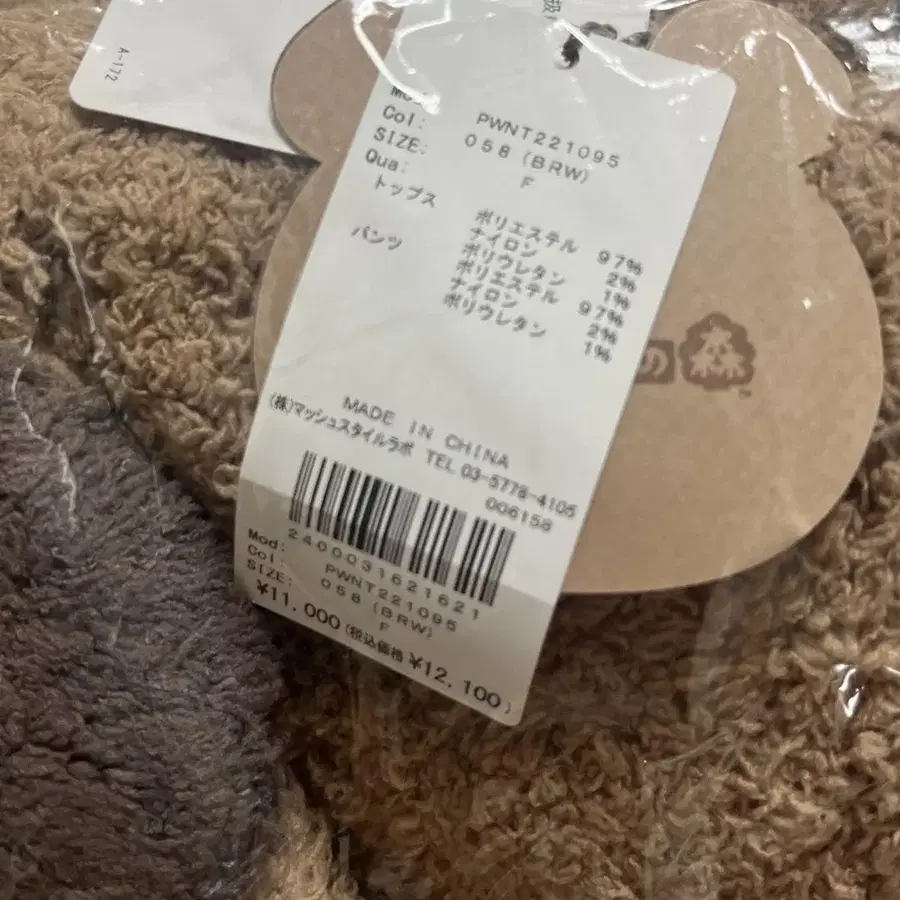 A-172
扱
Col: PWNT221095
SIZE: 058 (BRW)
Qua: F
トップス
ポリエステル 97%
ナイロン 2%
ポリウレタン 1%
パンツ
ポリエステル 97%
ナイロン 2%
ポリウレタン 1%
MADE IN CHINA
(株)マッシュスタイルラボ TEL 03-5778-4106
006158
2400031621621
Mod: PWNT221095
Col: 058 (BRW)
SIZE: F
¥11,000 (税込価格 ¥12,100)
の森
™